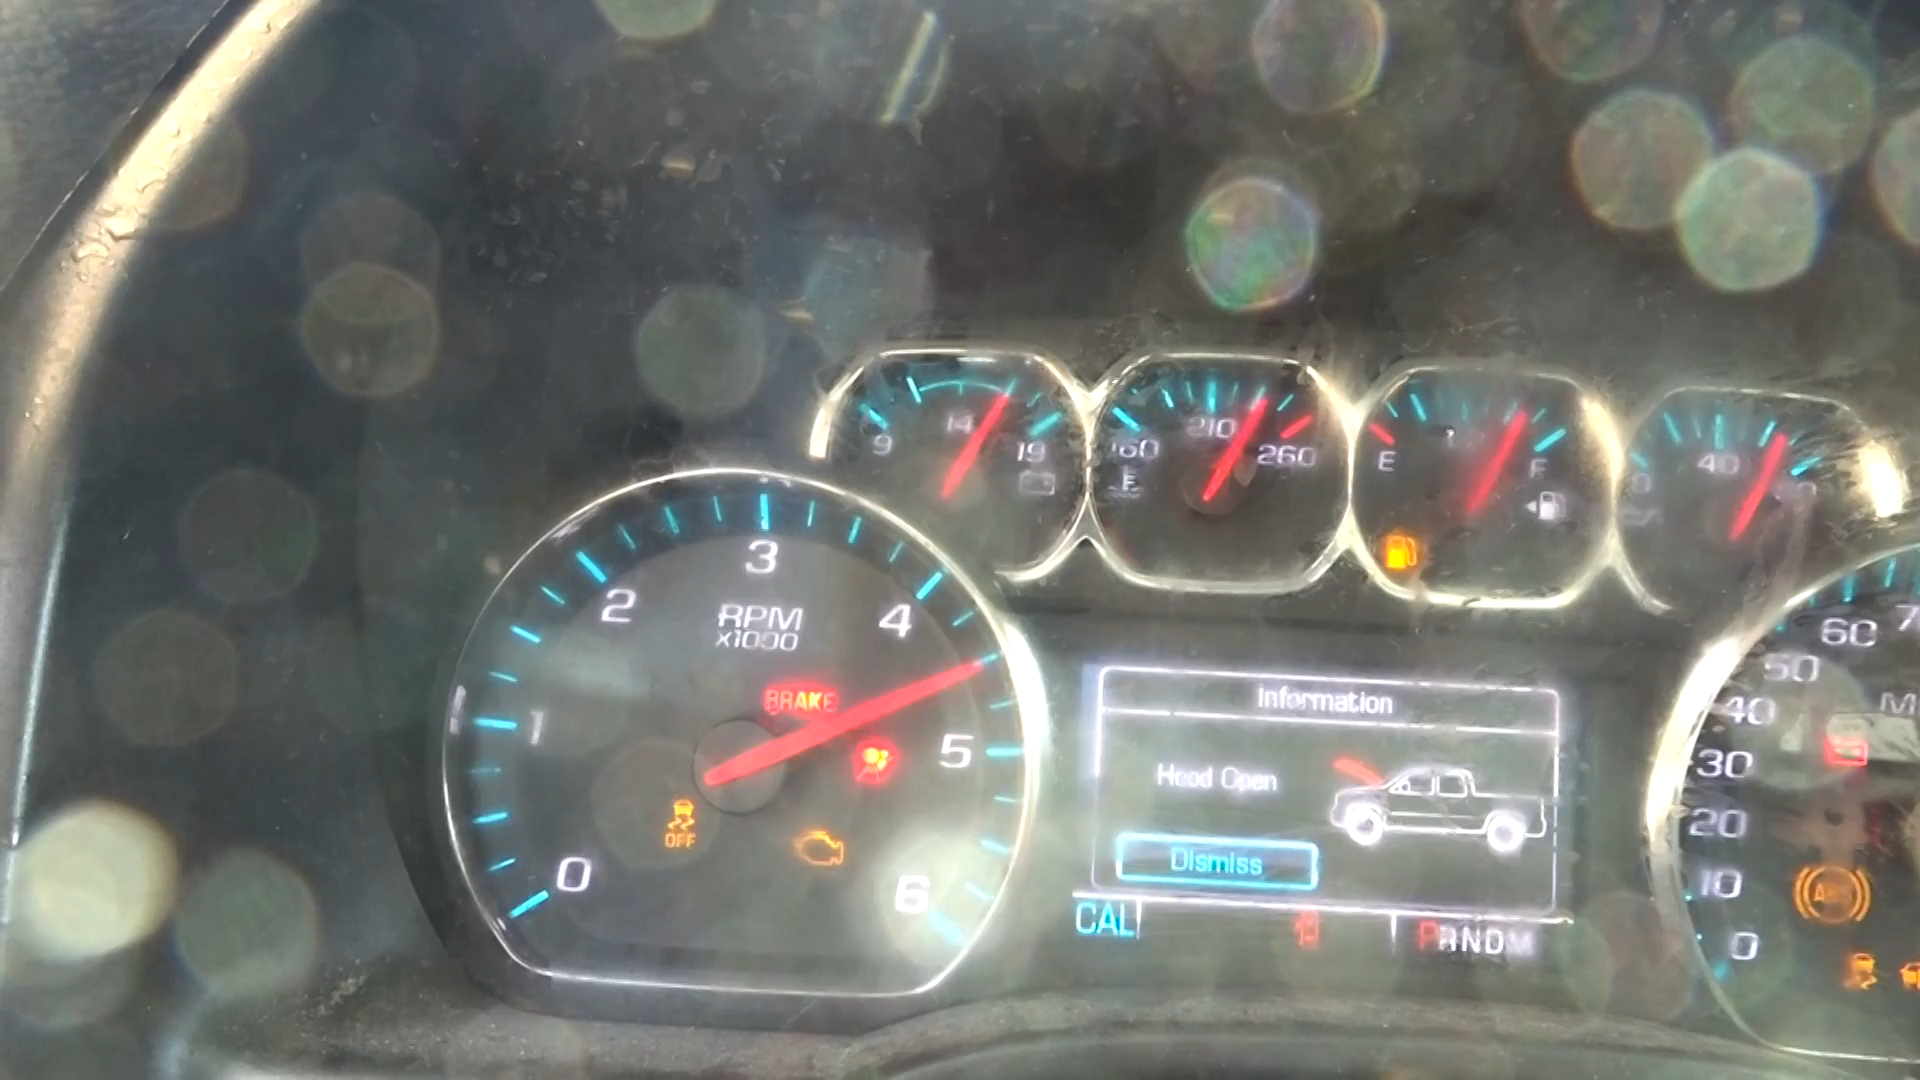 9 14 19
160 210 260
E F
40
0 1 2 3 4 5 6
RPM
x1000
BRAKE
OFF
Information
Hood Open
Dismiss
CAL
PRNDM
0 10 20 30 40 50 60
ABS